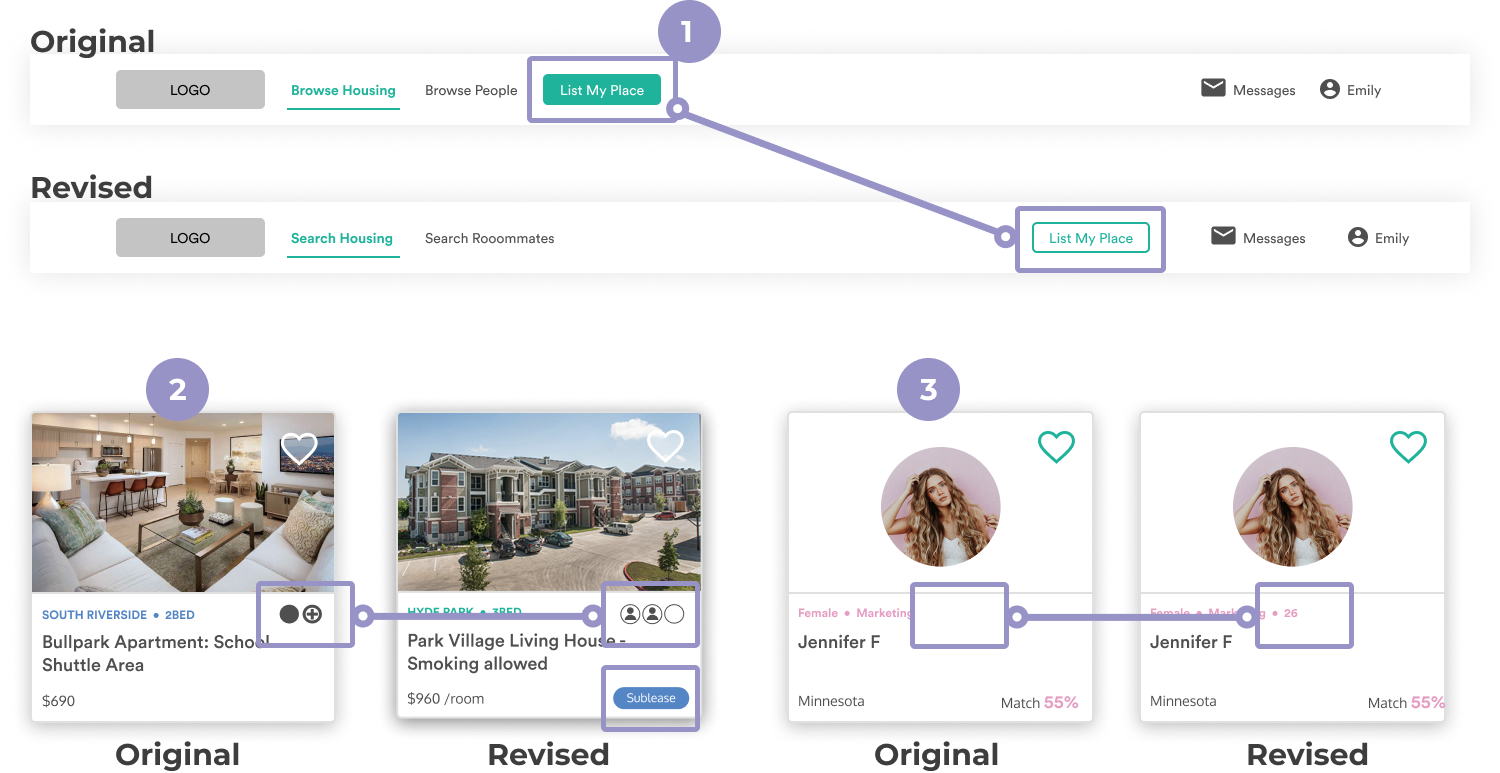 Original
1
LOGO
Browse Housing
Browse People
List My Place
Messages
Emily
Revised
LOGO
Search Housing
Search Rooommates
List My Place
Messages
Emily
2
SOUTH RIVERSIDE • 2BED
Bullpark Apartment: School
Shuttle Area
$690
Original
HYDE PARK • 3BED
Park Village Living House -
Smoking allowed
$960 /room
Sublease
Revised
3
Female • Marketing
Jennifer F
Minnesota
Match 55%
Original
Female • Marketing • 26
Jennifer F
Minnesota
Match 55%
Revised